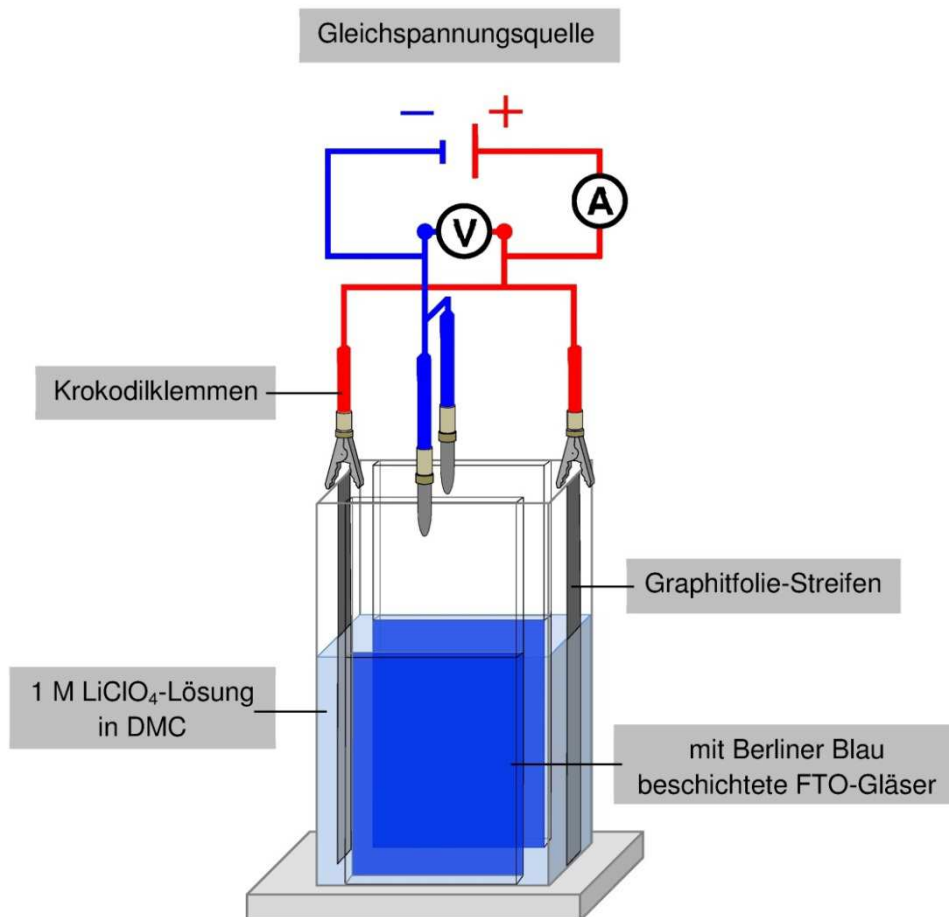 Gleichspannungsquelle
− +
A
V
Krokodilklemmen
Graphitfolie-Streifen
1 M LiClO₄-Lösung
in DMC
mit Berliner Blau
beschichtete FTO-Gläser